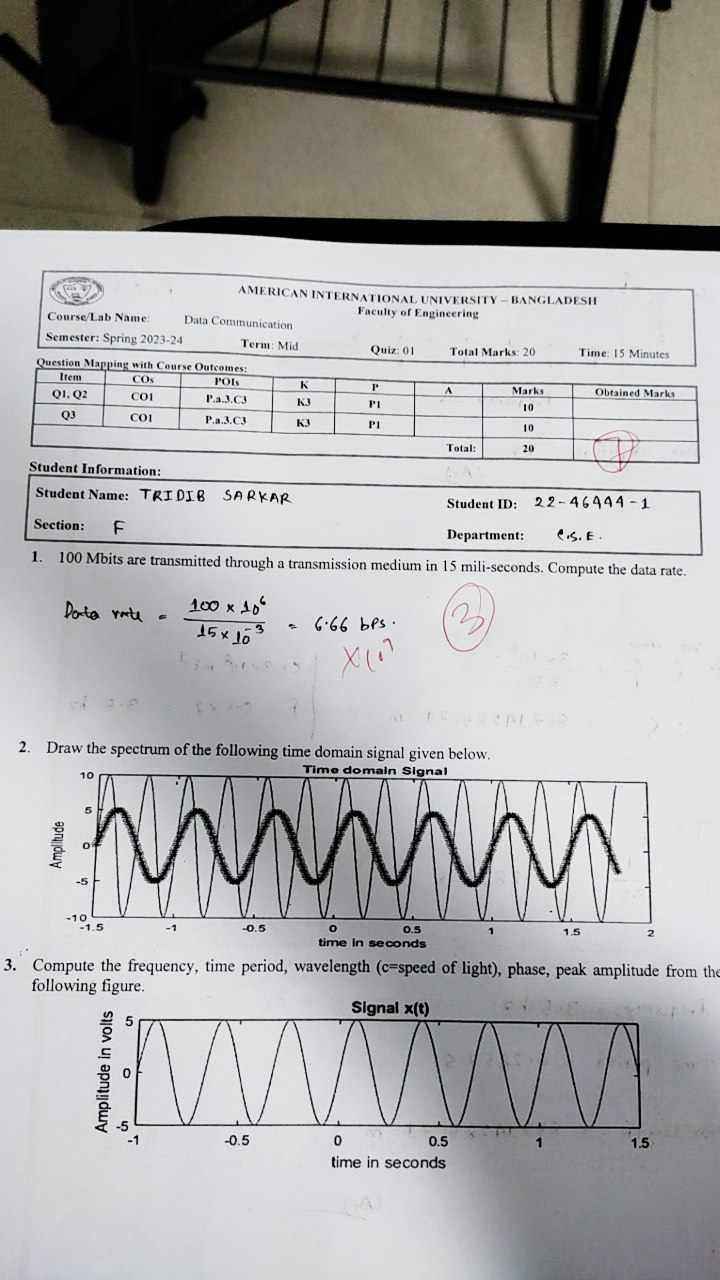 AMERICAN INTERNATIONAL UNIVERSITY – BANGLADESH
Faculty of Engineering
Course/Lab Name: Data Communication
Semester: Spring 2023-24 Term: Mid Quiz: 01 Total Marks: 20 Time: 15 Minutes
Question Mapping with Course Outcomes:
Item COs POIs K P A Marks Obtained Marks
Q1, Q2 CO1 P.a.3.C3 K3 P1 10
Q3 CO1 P.a.3.C3 K3 P1 10
Total: 20 7
Student Information:
Student Name: TRIDIB SARKAR Student ID: 22-46444-1
Section: F Department: C.S.E.
1. 100 Mbits are transmitted through a transmission medium in 15 mili-seconds. Compute the data rate.
Data rate = 100 × 10⁶ / 15 × 10⁻³ = 6.66 bps. 3
2. Draw the spectrum of the following time domain signal given below.
Time domain Signal
10
5
0
-5
-10
Amplitude
-1.5 -1 -0.5 0 0.5 1 1.5 2
time in seconds
3. Compute the frequency, time period, wavelength (c=speed of light), phase, peak amplitude from the
following figure.
Signal x(t)
5
0
-5
Amplitude in volts
-1 -0.5 0 0.5 1 1.5
time in seconds